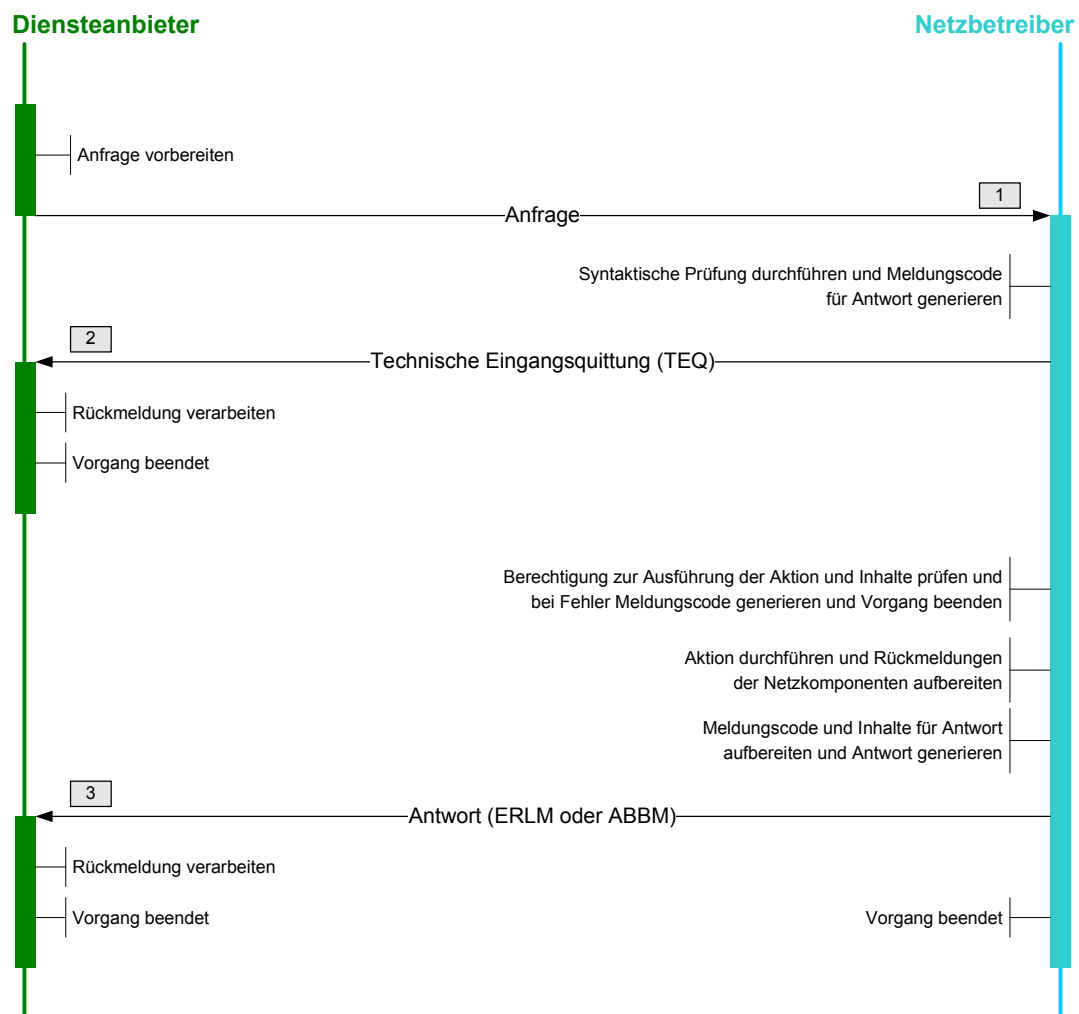 Diensteanbieter
Netzbetreiber
Anfrage vorbereiten
1
Anfrage
Syntaktische Prüfung durchführen und Meldungscode
für Antwort generieren
2
Technische Eingangsquittung (TEQ)
Rückmeldung verarbeiten
Vorgang beendet
Berechtigung zur Ausführung der Aktion und Inhalte prüfen und
bei Fehler Meldungscode generieren und Vorgang beenden
Aktion durchführen und Rückmeldungen
der Netzkomponenten aufbereiten
Meldungscode und Inhalte für Antwort
aufbereiten und Antwort generieren
3
Antwort (ERLM oder ABBM)
Rückmeldung verarbeiten
Vorgang beendet
Vorgang beendet